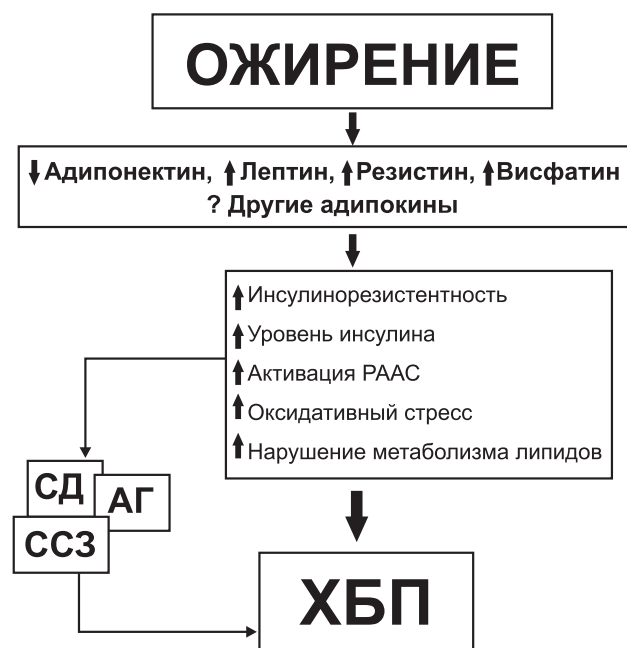 ОЖИРЕНИЕ
Адипонектин, Лептин, Резистин, Висфатин
? Другие адипокины
Инсулинорезистентность
Уровень инсулина
Активация РААС
Оксидативный стресс
Нарушение метаболизма липидов
СД
АГ
ССЗ
ХБП